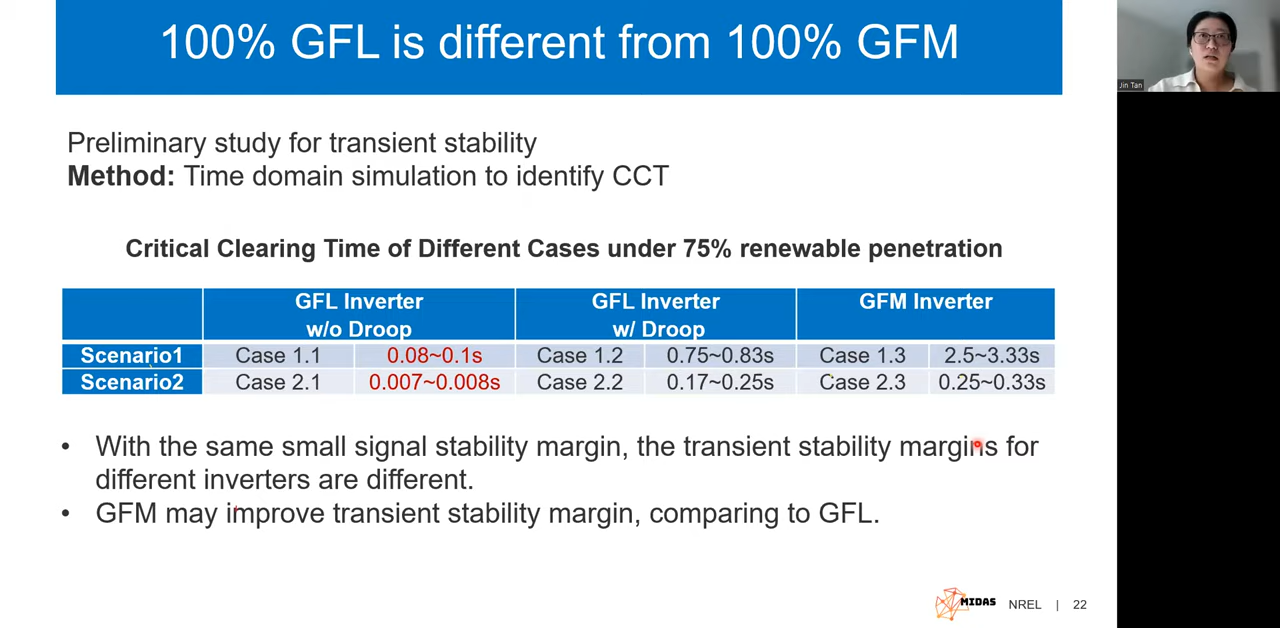 100% GFL is different from 100% GFM
Jin Tan
Preliminary study for transient stability
Method: Time domain simulation to identify CCT
Critical Clearing Time of Different Cases under 75% renewable penetration
GFL Inverter w/o Droop GFL Inverter w/ Droop GFM Inverter
Scenario1 Case 1.1 0.08~0.1s Case 1.2 0.75~0.83s Case 1.3 2.5~3.33s
Scenario2 Case 2.1 0.007~0.008s Case 2.2 0.17~0.25s Case 2.3 0.25~0.33s
• With the same small signal stability margin, the transient stability margins for
different inverters are different.
• GFM may improve transient stability margin, comparing to GFL.
MIDAS NREL | 22